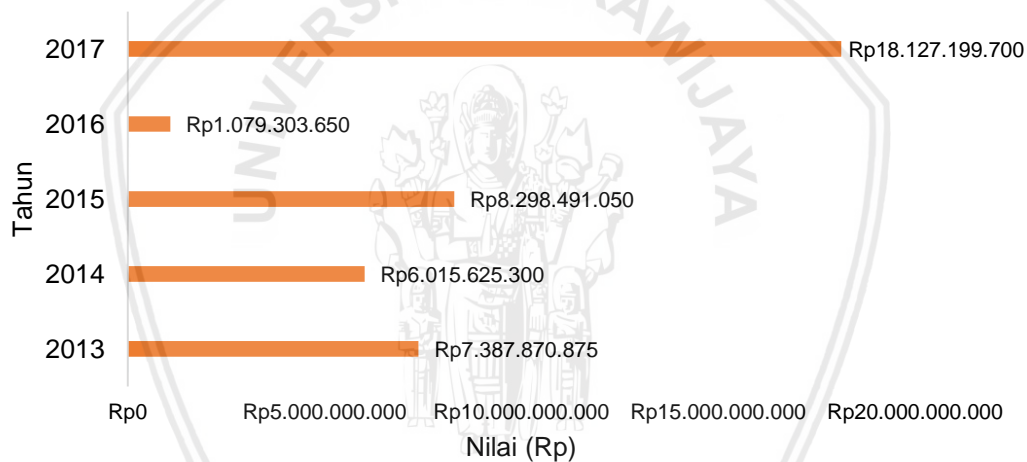 UNIVERS
RAWIJAYA
2017 Rp18.127.199.700
2016 Rp1.079.303.650
2015 Rp8.298.491.050
2014 Rp6.015.625.300
2013 Rp7.387.870.875
Tahun
Rp0 Rp5.000.000.000 Rp10.000.000.000 Rp15.000.000.000 Rp20.000.000.000
Nilai (Rp)